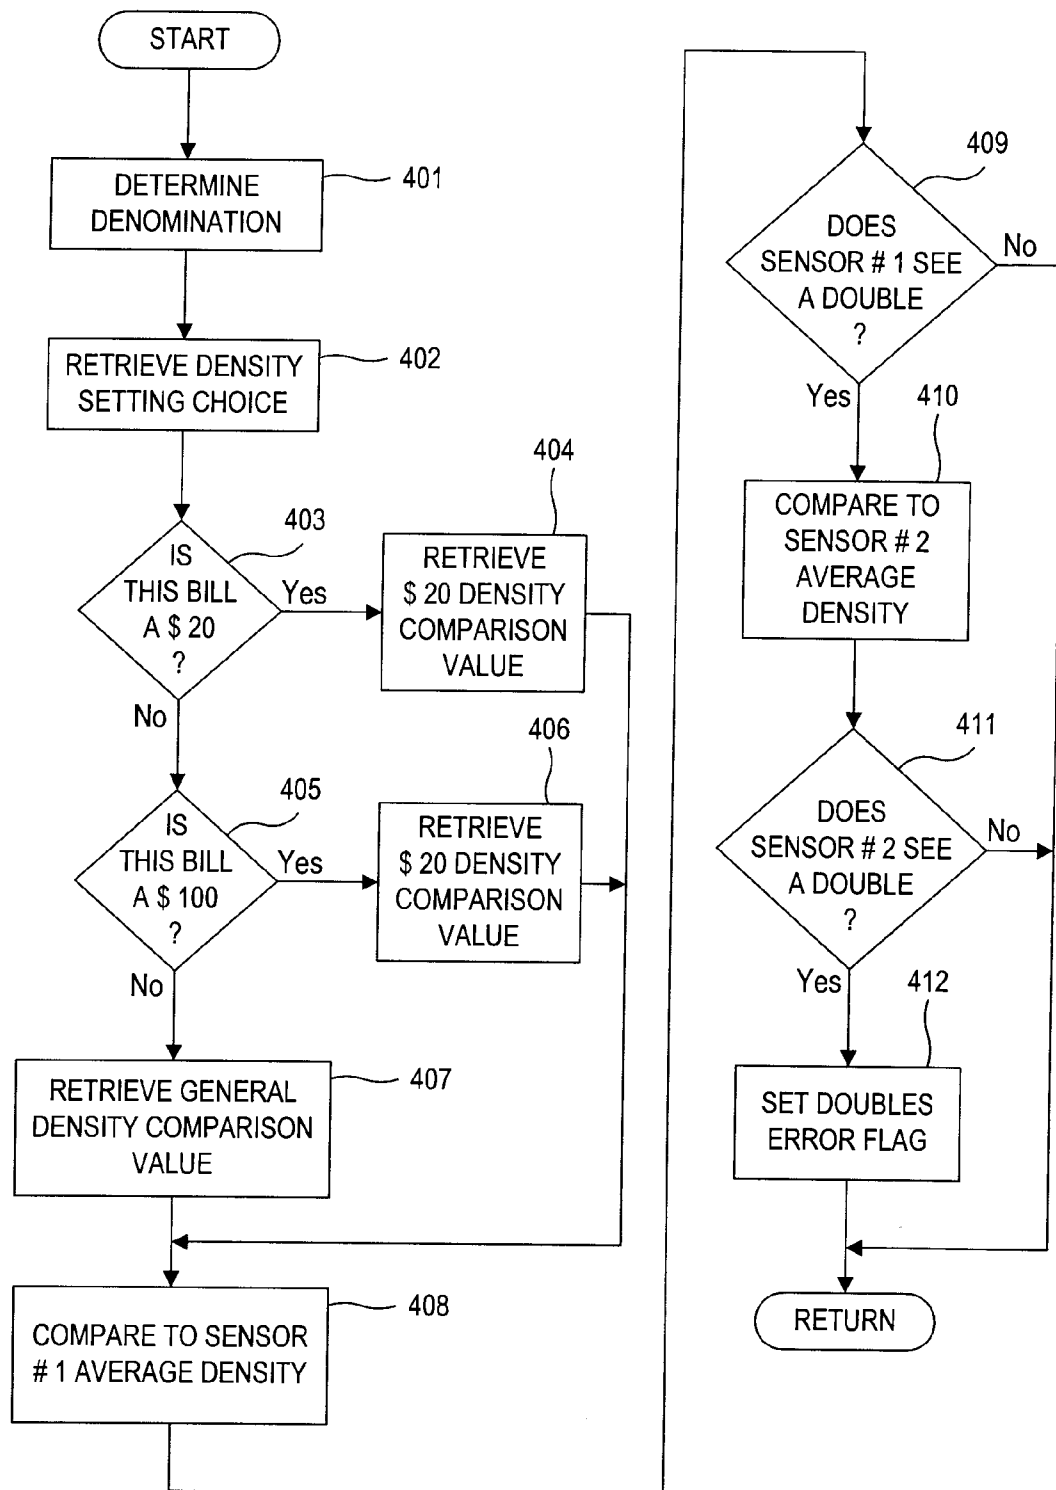 START
DETERMINE
DENOMINATION
401
RETRIEVE DENSITY
SETTING CHOICE
402
IS
THIS BILL
A $ 20
?
403
Yes
No
RETRIEVE
$ 20 DENSITY
COMPARISON
VALUE
404
IS
THIS BILL
A $ 100
?
405
Yes
No
RETRIEVE
$ 20 DENSITY
COMPARISON
VALUE
406
RETRIEVE GENERAL
DENSITY COMPARISON
VALUE
407
COMPARE TO SENSOR
# 1 AVERAGE DENSITY
408
DOES
SENSOR # 1 SEE
A DOUBLE
?
409
No
Yes
COMPARE TO
SENSOR # 2
AVERAGE
DENSITY
410
DOES
SENSOR # 2 SEE
A DOUBLE
?
411
No
Yes
SET DOUBLES
ERROR FLAG
412
RETURN